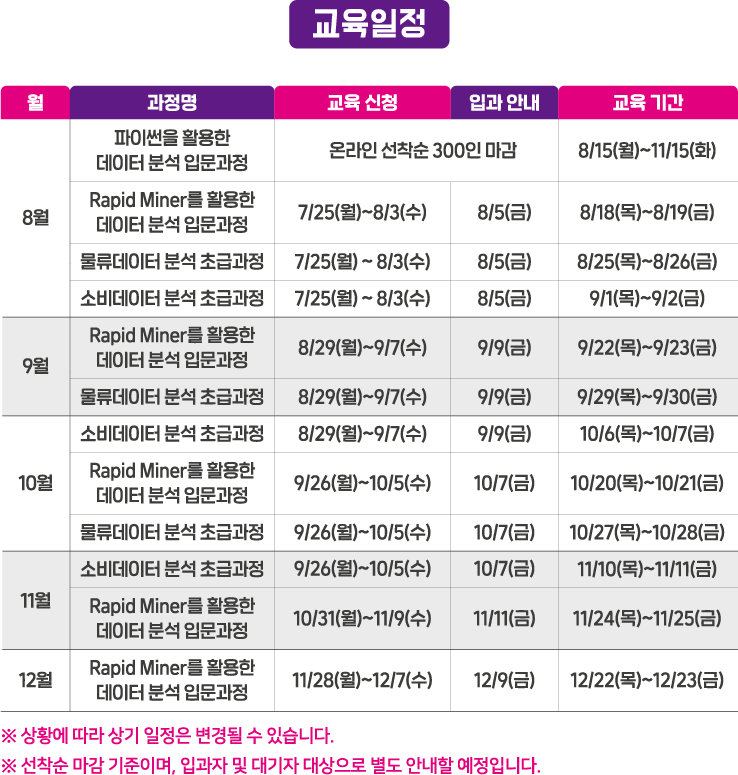 교육일정
월 과정명 교육 신청 입과 안내 교육 기간
8월
파이썬을 활용한
데이터 분석 입문과정
온라인 선착순 300인 마감 8/15(월)~11/15(화)
Rapid Miner를 활용한
데이터 분석 입문과정
7/25(월)~8/3(수) 8/5(금) 8/18(목)~8/19(금)
물류데이터 분석 초급과정 7/25(월) ~ 8/3(수) 8/5(금) 8/25(목)~8/26(금)
소비데이터 분석 초급과정 7/25(월) ~ 8/3(수) 8/5(금) 9/1(목)~9/2(금)
9월
Rapid Miner를 활용한
데이터 분석 입문과정
8/29(월)~9/7(수) 9/9(금) 9/22(목)~9/23(금)
물류데이터 분석 초급과정 8/29(월)~9/7(수) 9/9(금) 9/29(목)~9/30(금)
10월
소비데이터 분석 초급과정 8/29(월)~9/7(수) 9/9(금) 10/6(목)~10/7(금)
Rapid Miner를 활용한
데이터 분석 입문과정
9/26(월)~10/5(수) 10/7(금) 10/20(목)~10/21(금)
물류데이터 분석 초급과정 9/26(월)~10/5(수) 10/7(금) 10/27(목)~10/28(금)
11월
소비데이터 분석 초급과정 9/26(월)~10/5(수) 10/7(금) 11/10(목)~11/11(금)
Rapid Miner를 활용한
데이터 분석 입문과정
10/31(월)~11/9(수) 11/11(금) 11/24(목)~11/25(금)
12월
Rapid Miner를 활용한
데이터 분석 입문과정
11/28(월)~12/7(수) 12/9(금) 12/22(목)~12/23(금)
※ 상황에 따라 상기 일정은 변경될 수 있습니다.
※ 선착순 마감 기준이며, 입과자 및 대기자 대상으로 별도 안내할 예정입니다.